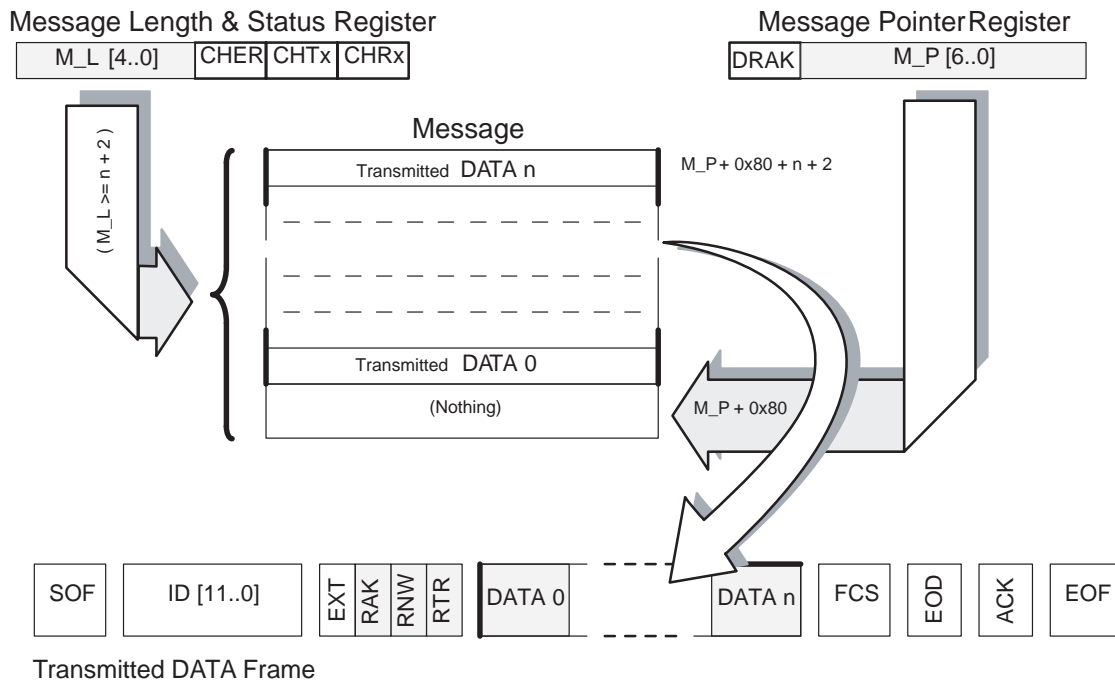 Message Length & Status Register
M_L [4..0] CHER CHTx CHRx
Message Pointer Register
DRAK M_P [6..0]
( M_L >= n + 2 )
Message
Transmitted DATA n
M_P + 0x80 + n + 2
Transmitted DATA 0
(Nothing)
M_P + 0x80
SOF ID [11..0] EXT RAK RNW RTR DATA 0 DATA n FCS EOD ACK EOF
Transmitted DATA Frame